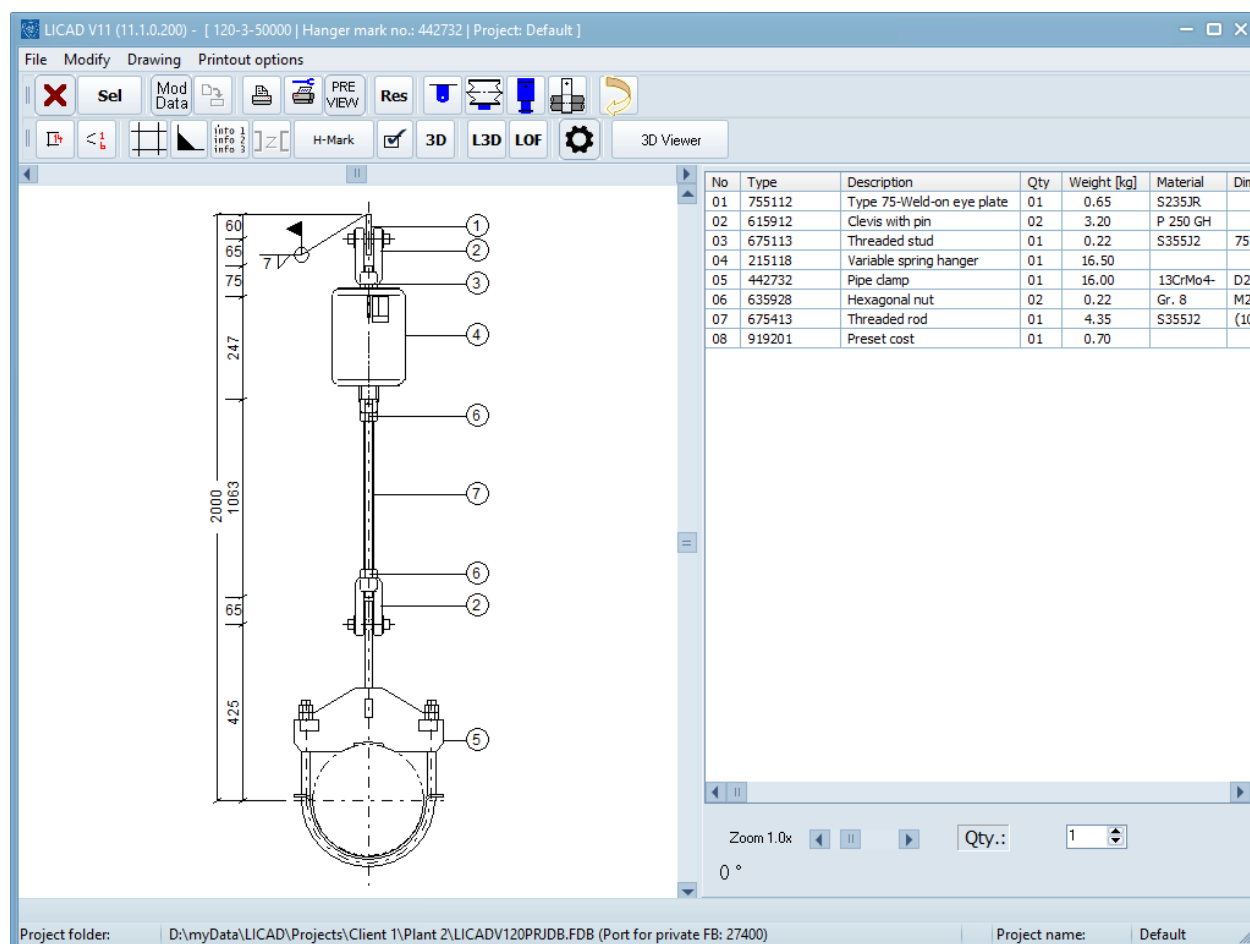 LICAD V11 (11.1.0.200) - [ 120-3-50000 | Hanger mark no.: 442732 | Project: Default ]
File Modify Drawing Printout options
Sel Mod Data PRE VIEW Res
info 1 info 2 info 3 ]Z[ H-Mark 3D L3D LOF 3D Viewer
No Type Description Qty Weight [kg] Material Dim
01 755112 Type 75-Weld-on eye plate 01 0.65 S235JR
02 615912 Clevis with pin 02 3.20 P 250 GH
03 675113 Threaded stud 01 0.22 S355J2 75
04 215118 Variable spring hanger 01 16.50
05 442732 Pipe clamp 01 16.00 13CrMo4- D2
06 635928 Hexagonal nut 02 0.22 Gr. 8 M2
07 675413 Threaded rod 01 4.35 S355J2 (10
08 919201 Preset cost 01 0.70
60
65
75
247
2000
1063
65
425
7
1
2
3
4
6
7
6
2
5
Zoom 1.0x Qty.: 1
0 °
Project folder: D:\myData\LICAD\Projects\Client 1\Plant 2\LICADV120PRJDB.FDB (Port for private FB: 27400) Project name: Default